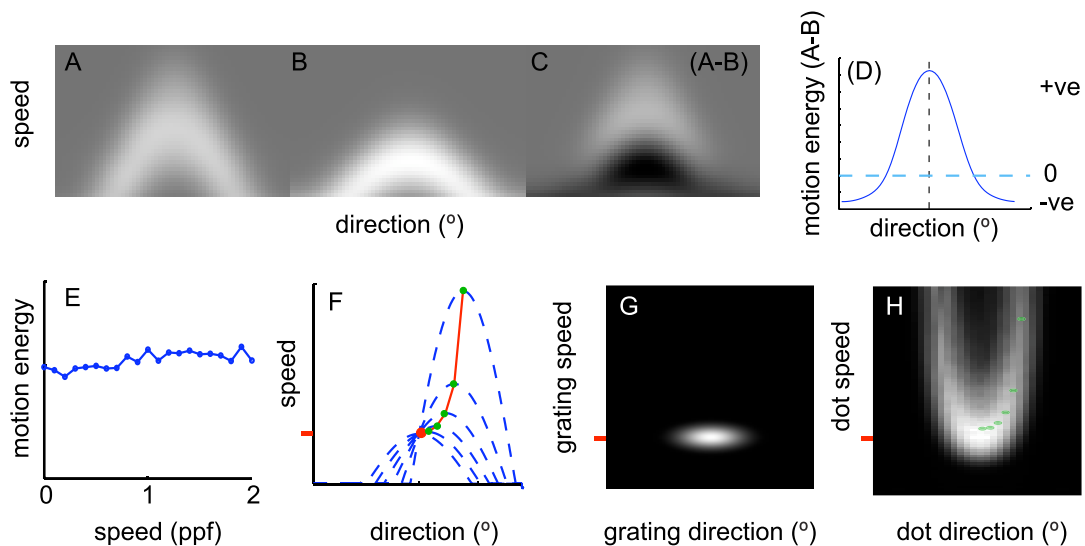 A
B
C
(A-B)
speed
direction (º)
motion energy (A-B)
(D)
+ve
0
-ve
direction (º)
E
motion energy
0
1
2
speed (ppf)
F
speed
direction (º)
G
grating speed
grating direction (º)
H
dot speed
dot direction (º)